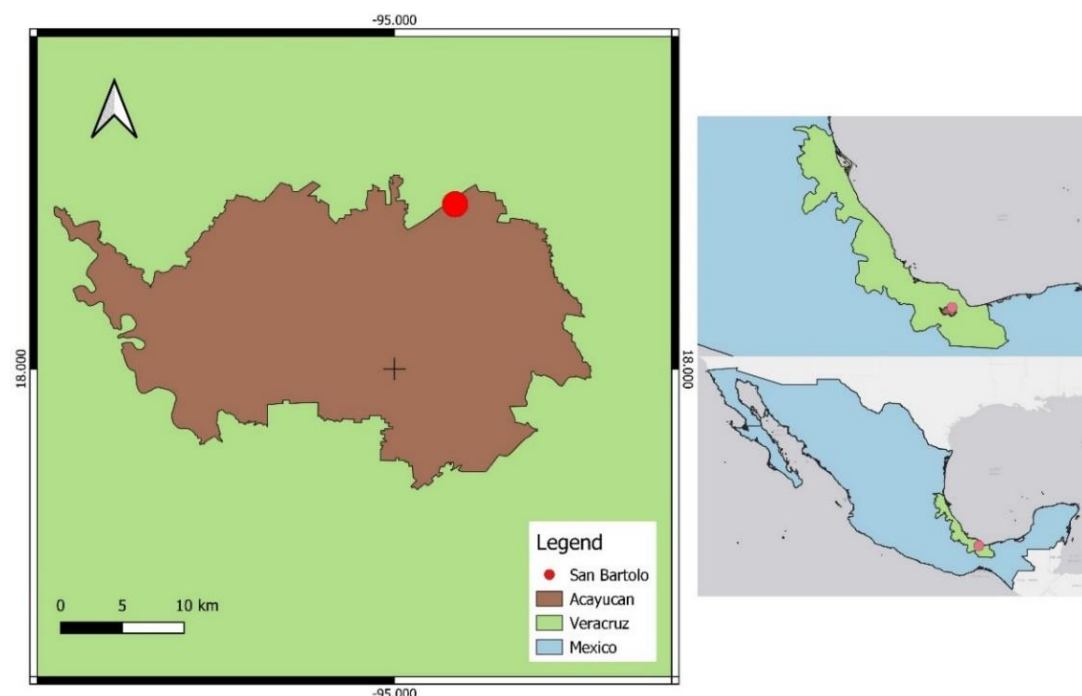 -95.000
18.000
18.000
Legend
San Bartolo
Acayucan
Veracruz
Mexico
0 5 10 km
-95.000